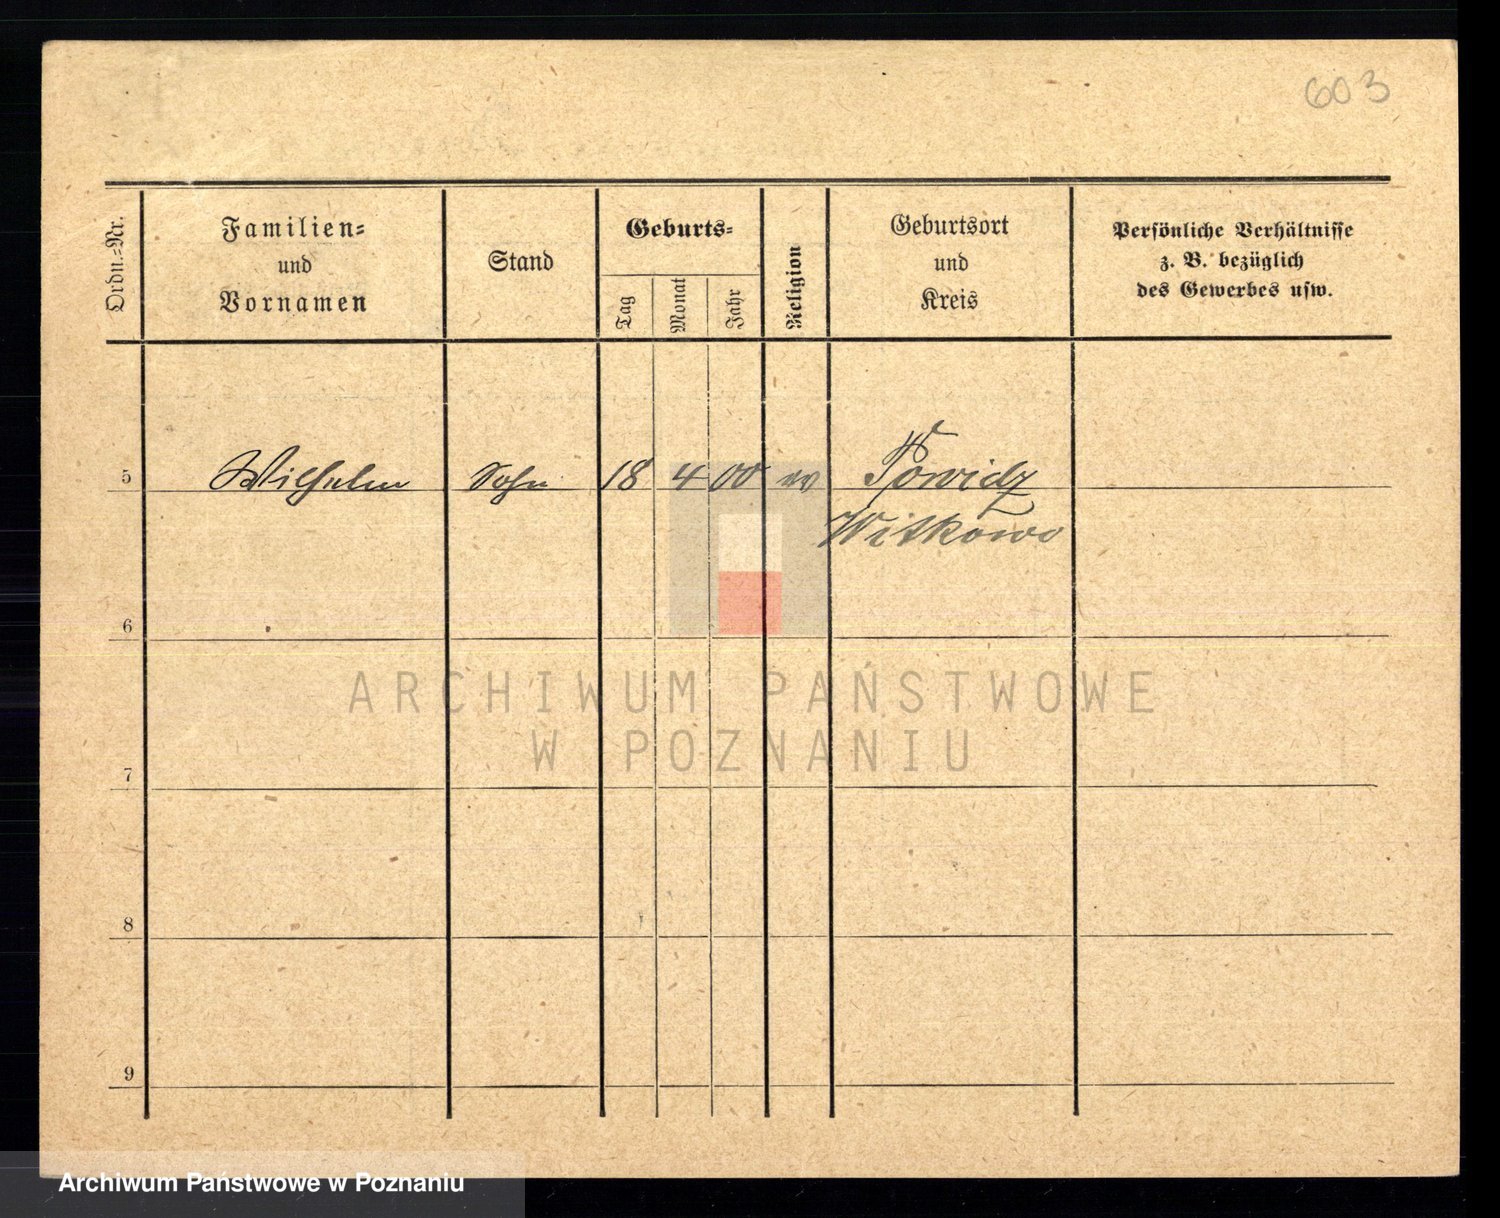 603
Ordn.-Nr.
Familien-
und
Vornamen
Stand
Geburts-
Tag
Monat
Jahr
Religion
Geburtsort
und
Kreis
Persönliche Verhältnisse
z. B. bezüglich
des Gewerbes usw.
5 Wilhelm Sohn 18 4 00 ev Powidz
Witkowo
6
ARCHIWUM PAŃSTWOWE
W POZNANIU
7
8
9
Archiwum Państwowe w Poznaniu